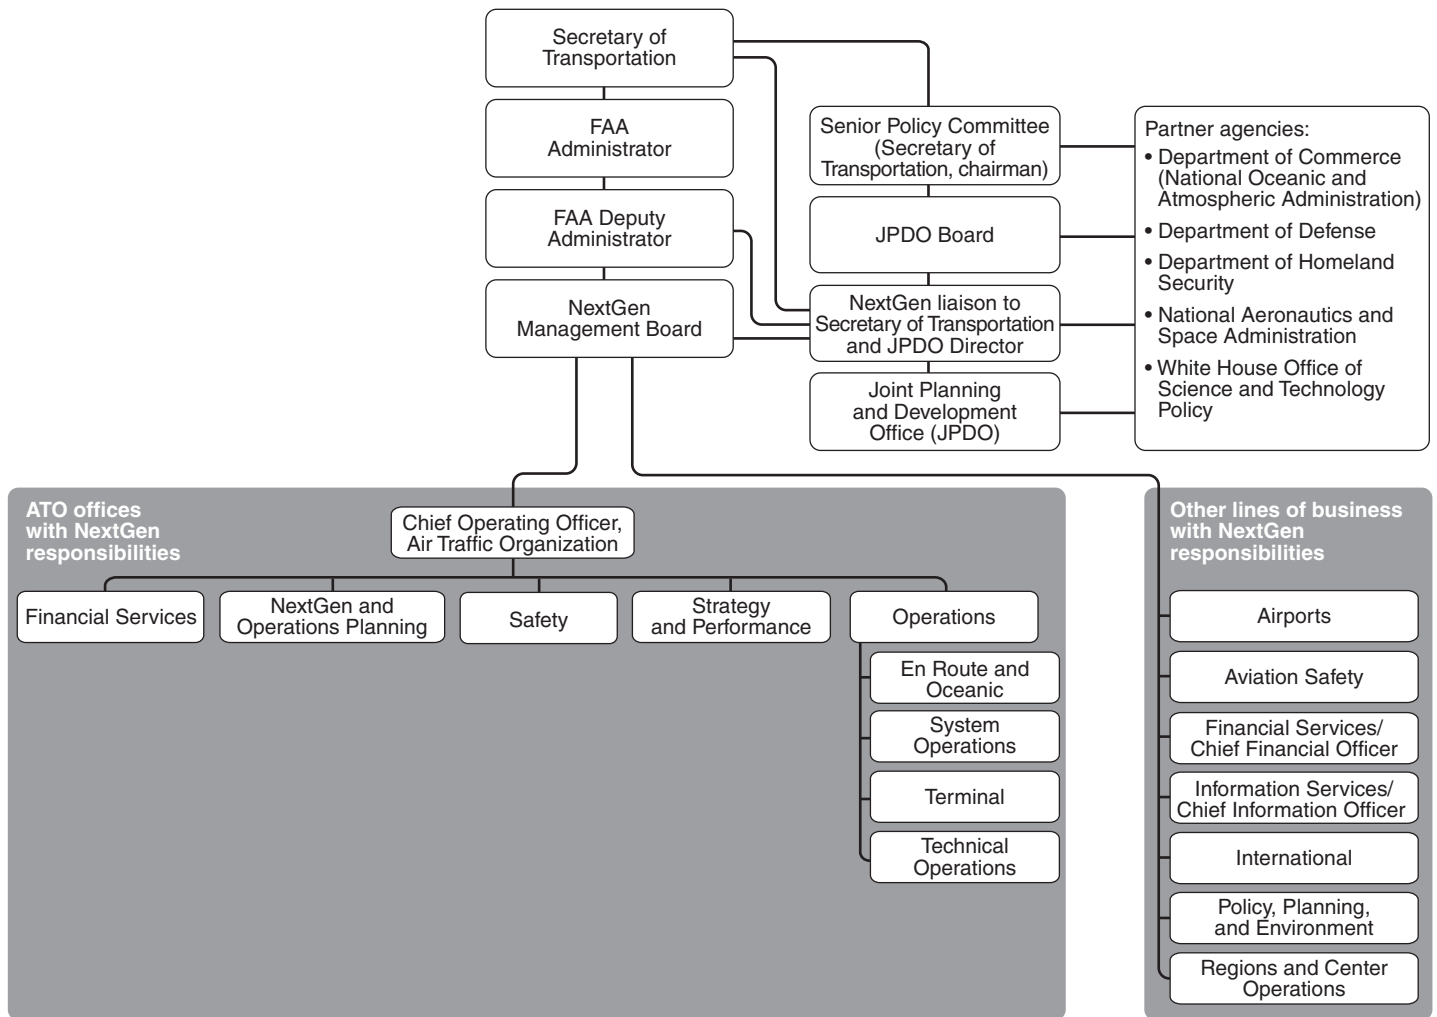 Secretary of
Transportation
FAA
Administrator
FAA Deputy
Administrator
NextGen
Management Board
Senior Policy Committee
(Secretary of
Transportation, chairman)
JPDO Board
NextGen liaison to
Secretary of Transportation
and JPDO Director
Joint Planning
and Development
Office (JPDO)
Partner agencies:
• Department of Commerce
(National Oceanic and
Atmospheric Administration)
• Department of Defense
• Department of Homeland
Security
• National Aeronautics and
Space Administration
• White House Office of
Science and Technology
Policy
ATO offices
with NextGen
responsibilities
Chief Operating Officer,
Air Traffic Organization
Financial Services
NextGen and
Operations Planning
Safety
Strategy
and Performance
Operations
En Route and
Oceanic
System
Operations
Terminal
Technical
Operations
Other lines of business
with NextGen
responsibilities
Airports
Aviation Safety
Financial Services/
Chief Financial Officer
Information Services/
Chief Information Officer
International
Policy, Planning,
and Environment
Regions and Center
Operations